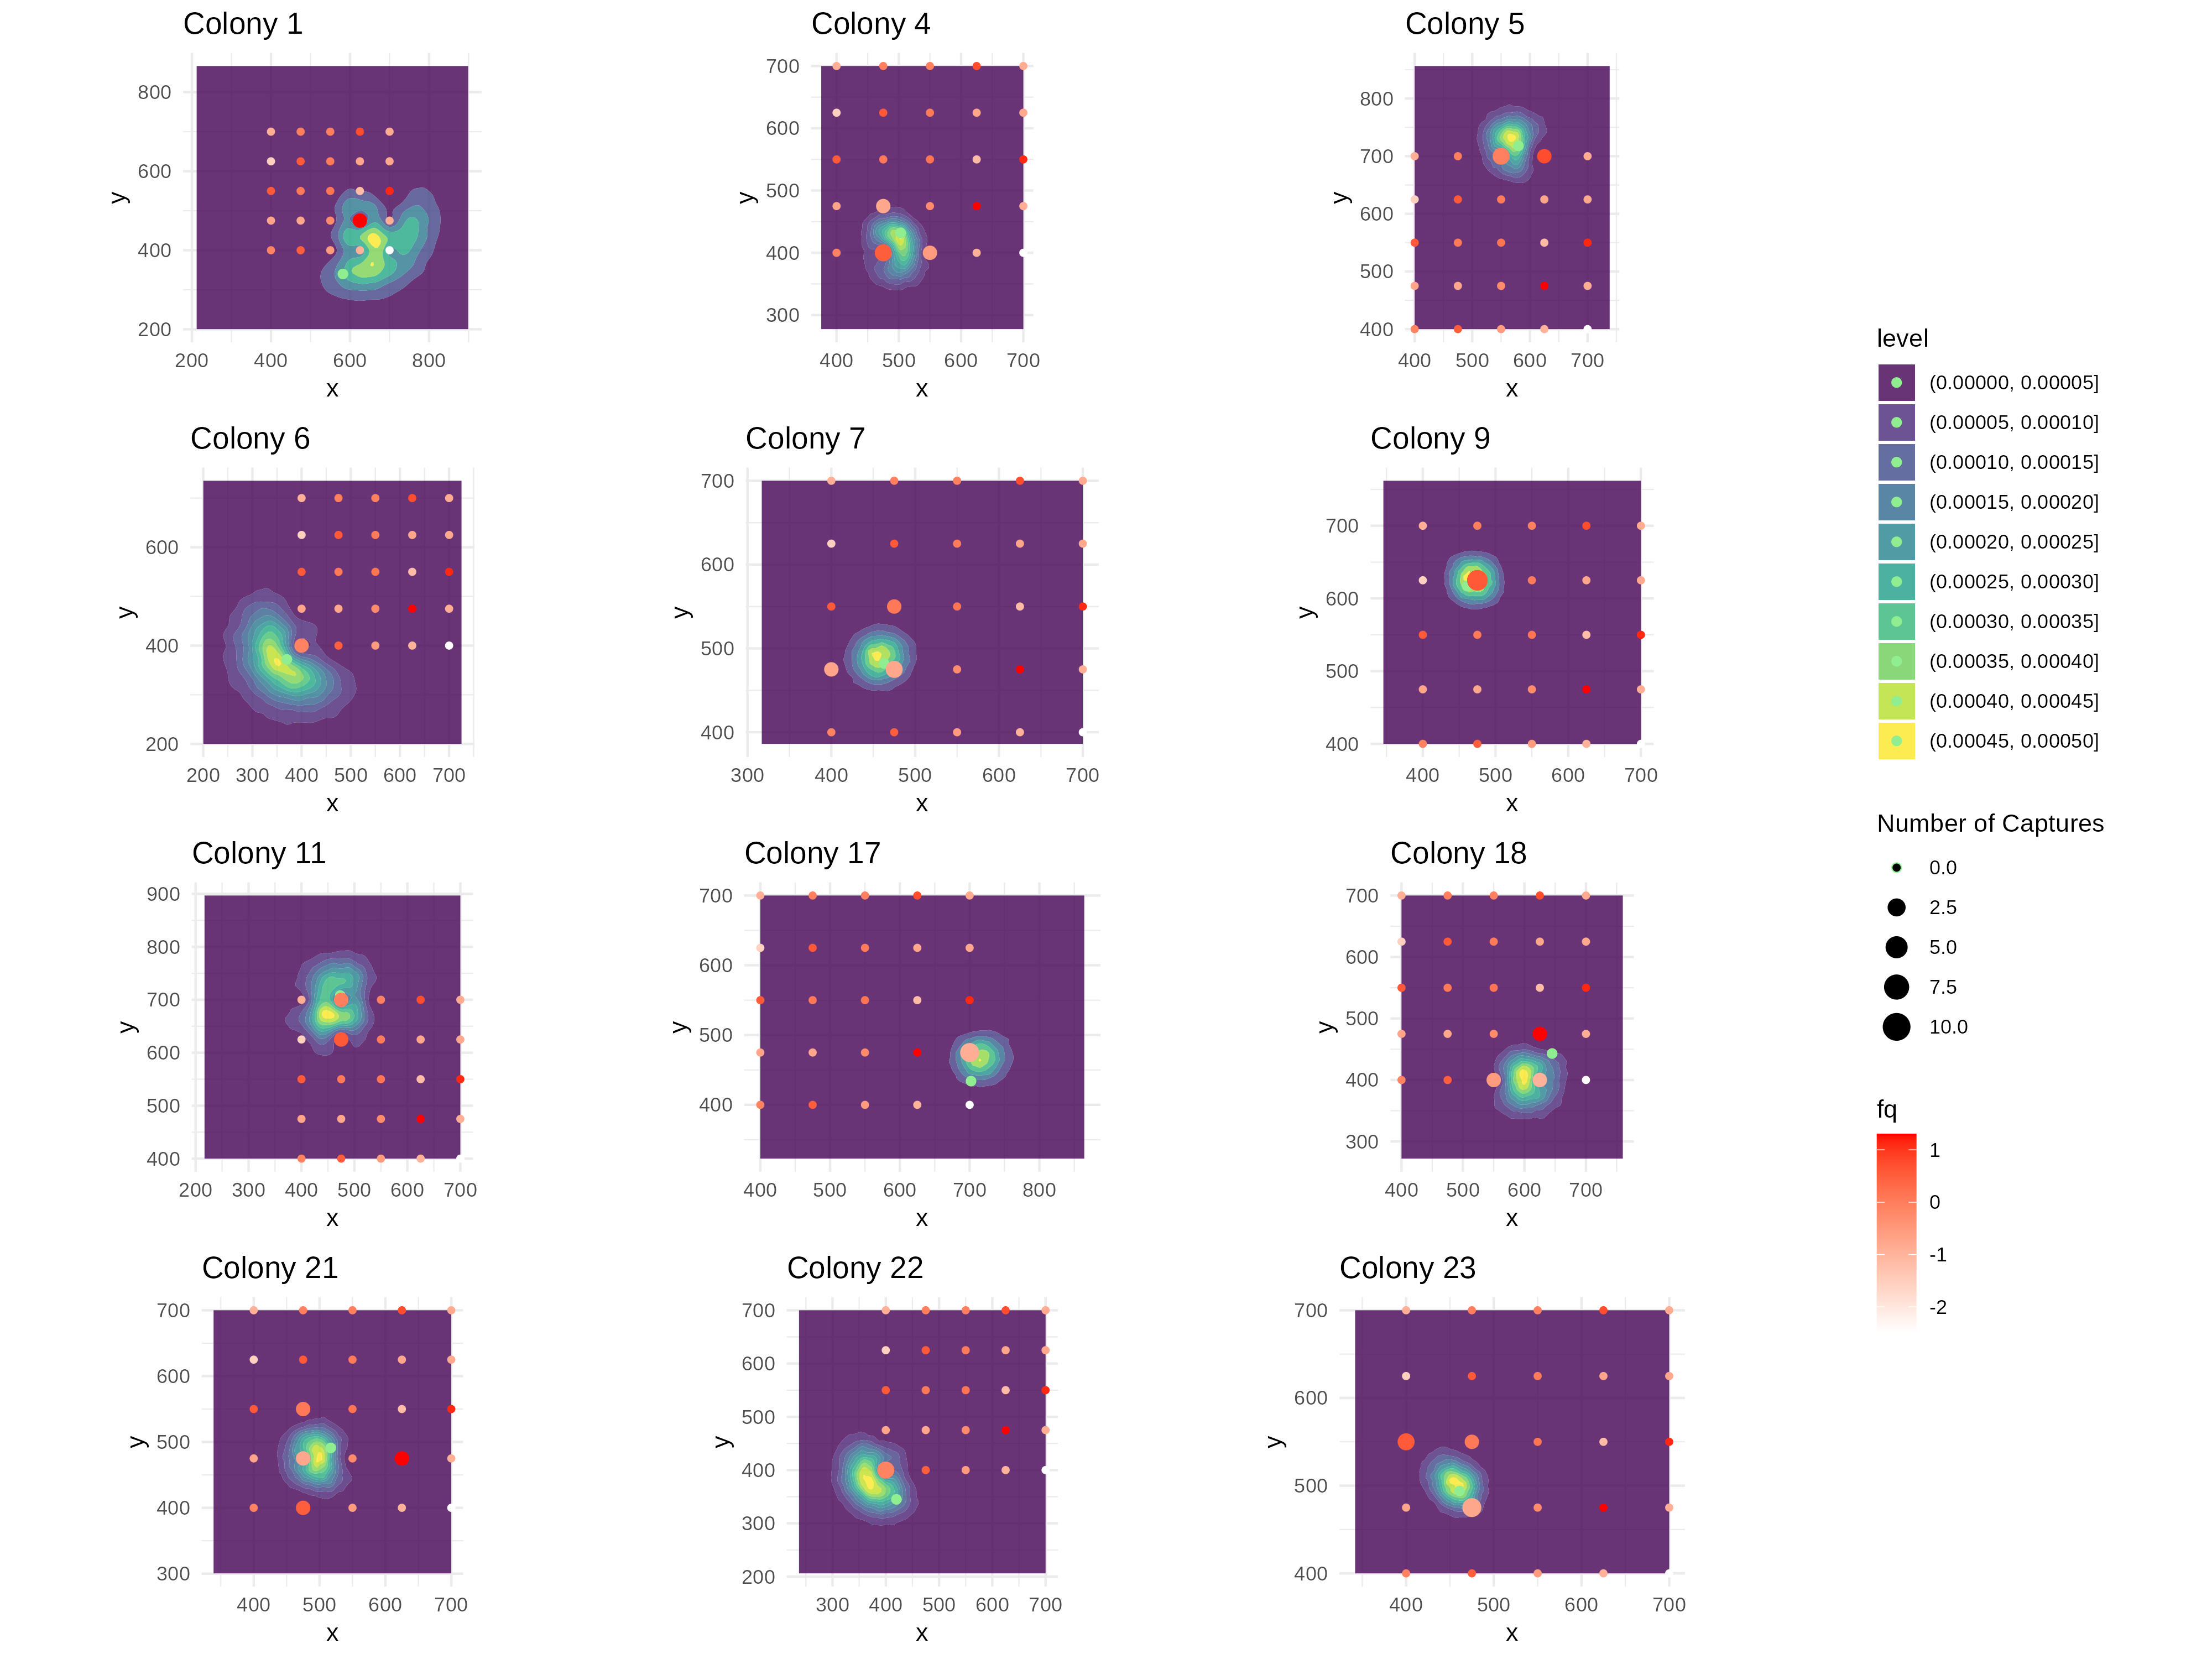 Colony 1
800
600
400
200
y
200 400 600 800
x
Colony 4
700
600
500
400
300
y
400 500 600 700
x
Colony 5
800
700
600
500
400
y
400 500 600 700
x
Colony 6
600
400
200
y
200 300 400 500 600 700
x
Colony 7
700
600
500
400
y
300 400 500 600 700
x
Colony 9
700
600
500
400
y
400 500 600 700
x
Colony 11
900
800
700
600
500
400
y
200 300 400 500 600 700
x
Colony 17
700
600
500
400
y
400 500 600 700 800
x
Colony 18
700
600
500
400
300
y
400 500 600 700
x
Colony 21
700
600
500
400
300
y
400 500 600 700
x
Colony 22
700
600
500
400
300
200
y
300 400 500 600 700
x
Colony 23
700
600
500
400
y
400 500 600 700
x
level
(0.00000, 0.00005]
(0.00005, 0.00010]
(0.00010, 0.00015]
(0.00015, 0.00020]
(0.00020, 0.00025]
(0.00025, 0.00030]
(0.00030, 0.00035]
(0.00035, 0.00040]
(0.00040, 0.00045]
(0.00045, 0.00050]
Number of Captures
0.0
2.5
5.0
7.5
10.0
fq
1
0
-1
-2